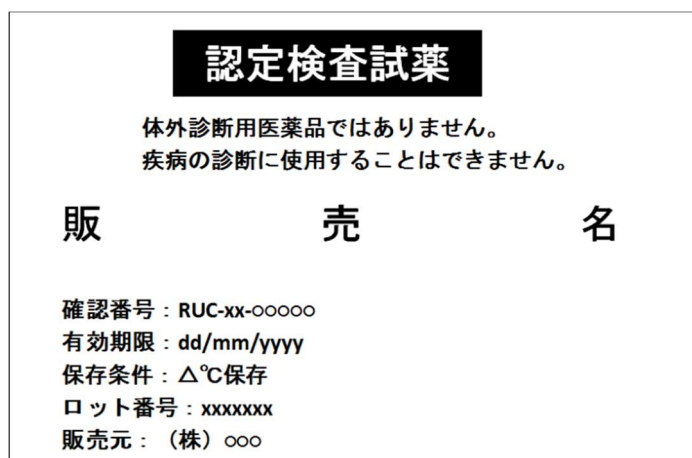 認定検査試薬
体外診断用医薬品ではありません。
疾病の診断に使用することはできません。
販 売 名
確認番号：RUC-xx-○○○○○
有効期限：dd/mm/yyyy
保存条件：△℃保存
ロット番号：xxxxxxx
販売元：（株）○○○